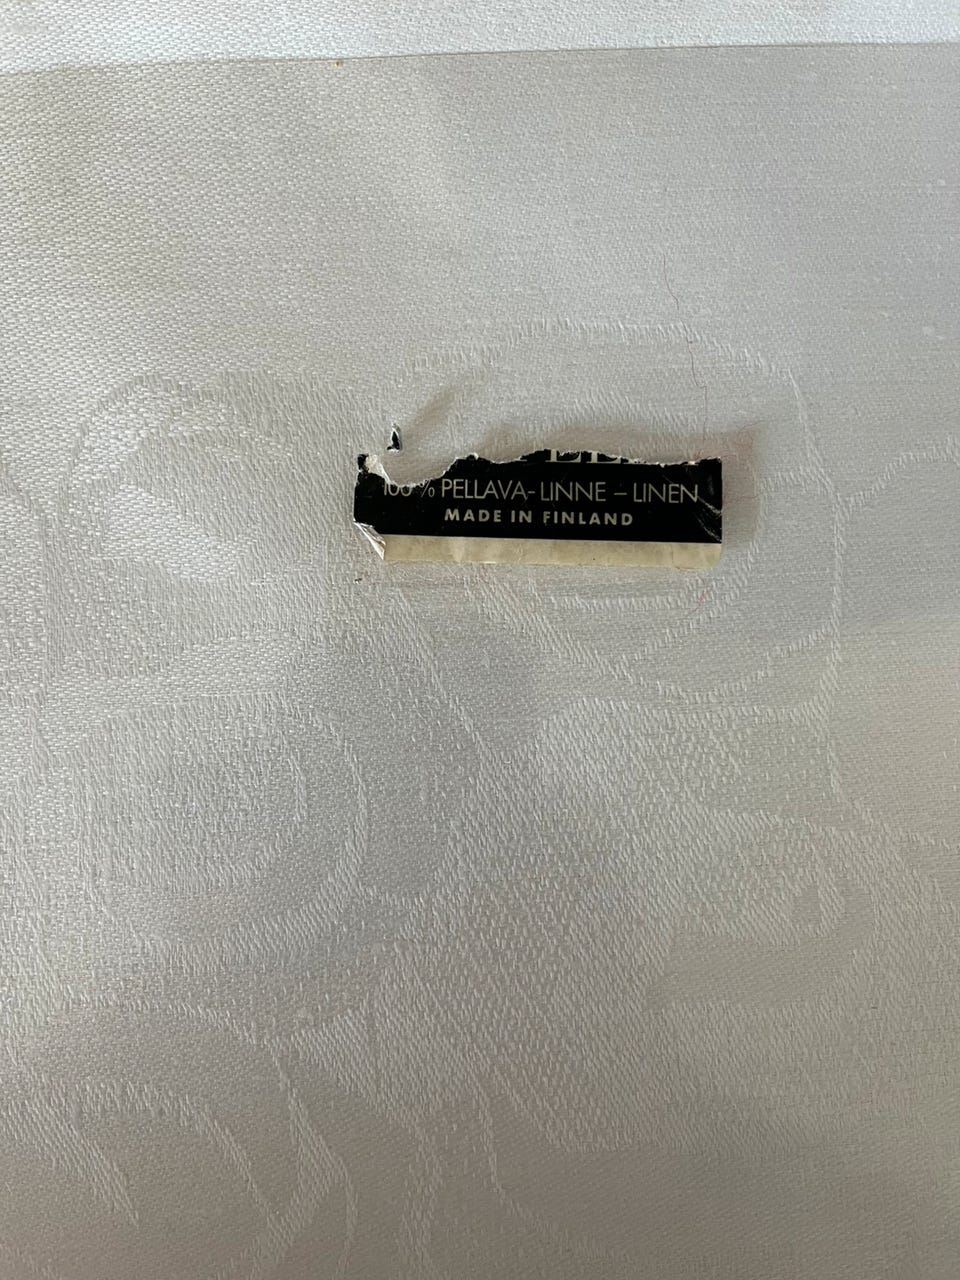 100% PELLAVA - LINNE – LINEN
MADE IN FINLAND